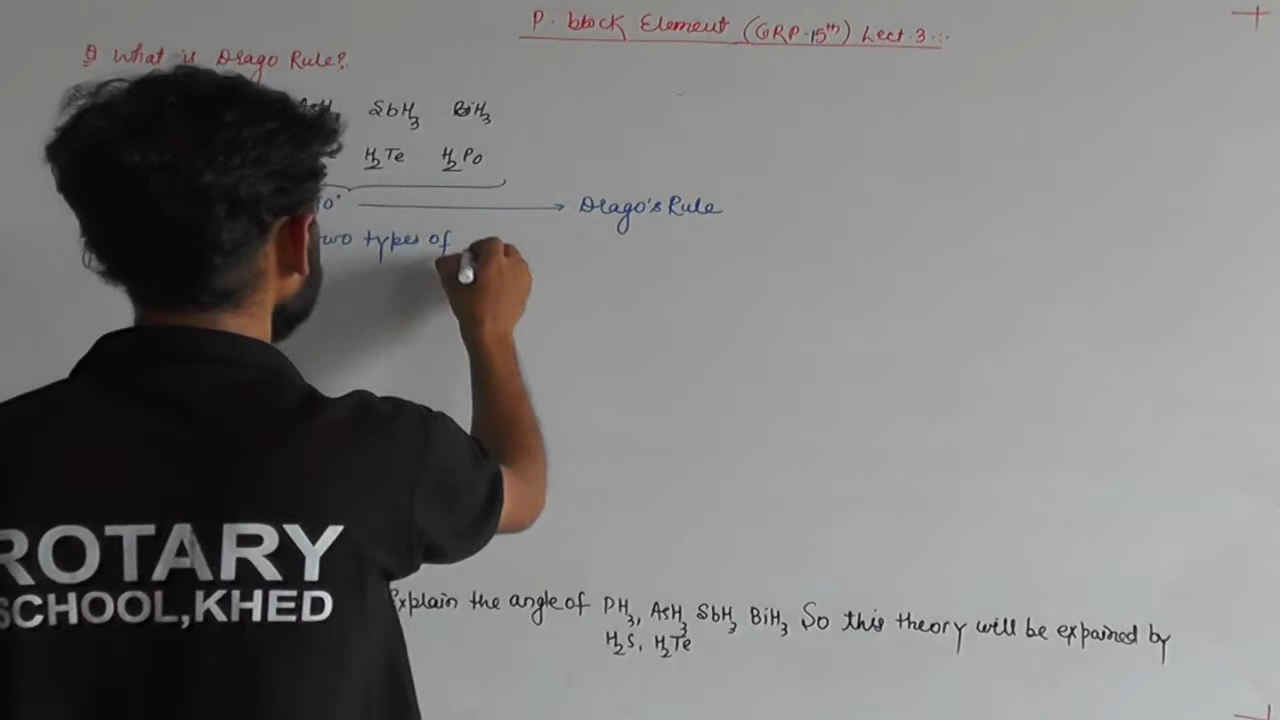 P. block Element (GRP-15th) Lect. 3...
Q What is Drago Rule?
AsH3 SbH3 BiH3
H2Te H2Po
Drago's Rule
two types of
ROTARY
SCHOOL,KHED
Explain the angle of PH3, AsH3 SbH3 BiH3 So this theory will be expained by
H2S, H2Te